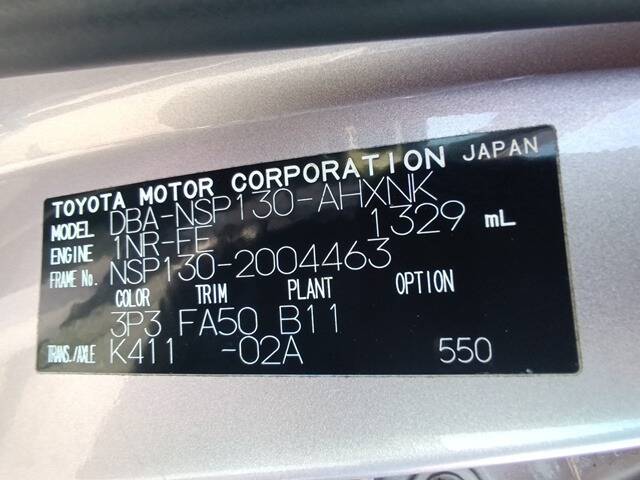 TOYOTA MOTOR CORPORATION JAPAN
MODEL DBA-NSP130-AHXNK
ENGINE 1NR-FE 1329 mL
FRAME No. NSP130-2004463
COLOR TRIM PLANT OPTION
3P3 FA50 B11
TRANS./AXLE K411 -02A 550